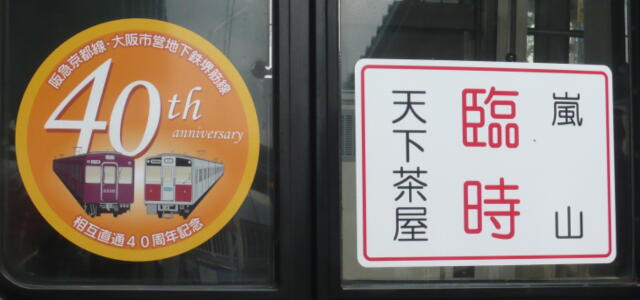 阪急京都線・大阪市営地下鉄堺筋線
40th
anniversary
相互直通40周年記念
嵐山
臨時
天下茶屋